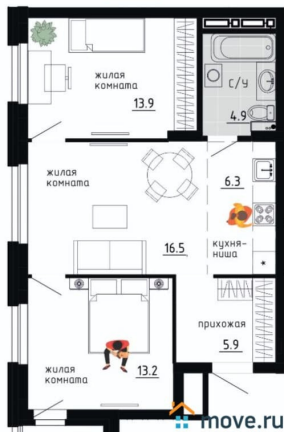 жилая
комната
13.9
с/у
4.9
жилая
комната
16.5
6.3
кухня-
ниша
прихожая
5.9
жилая
комната
13.2
move.ru